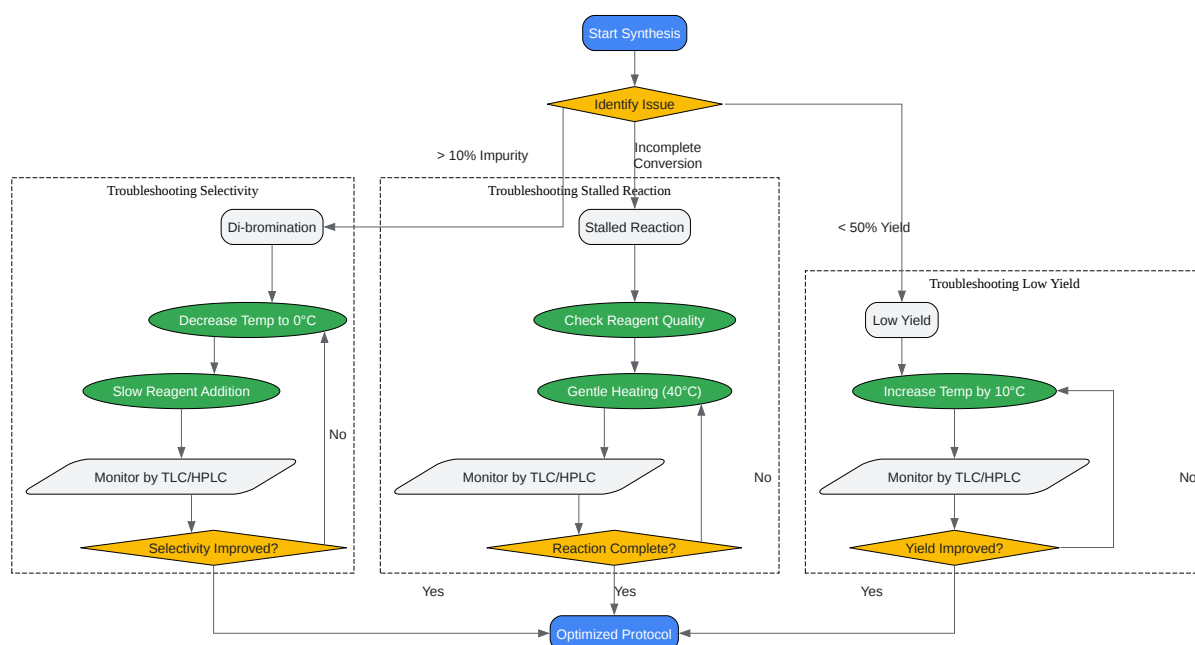 Start Synthesis
Identify Issue
> 10% Impurity
Incomplete
Conversion
< 50% Yield
Troubleshooting Selectivity
Di-bromination
Decrease Temp to 0°C
Slow Reagent Addition
Monitor by TLC/HPLC
No
Selectivity Improved?
Troubleshooting Stalled Reaction
Stalled Reaction
Check Reagent Quality
Gentle Heating (40°C)
Monitor by TLC/HPLC
No
Reaction Complete?
Troubleshooting Low Yield
Low Yield
Increase Temp by 10°C
Monitor by TLC/HPLC
No
Yield Improved?
Yes
Yes
Yes
Optimized Protocol